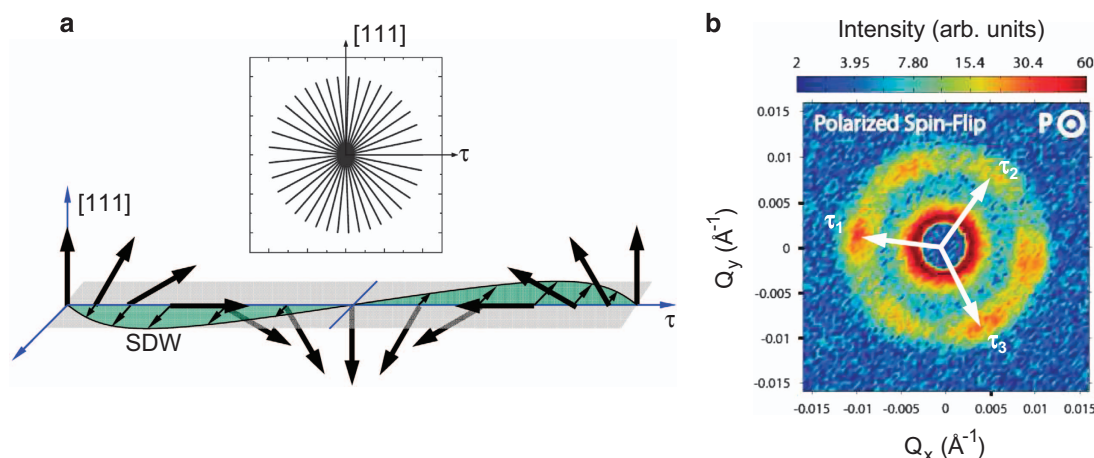 a
[111]
τ
[111]
SDW
τ
b
Intensity (arb. units)
2 3.95 7.80 15.4 30.4 60
Polarized Spin-Flip P
0.015
0.01
0.005
0
-0.005
-0.01
-0.015
τ1
τ2
τ3
Qy (Å-1)
-0.015 -0.01 -0.005 0 0.005 0.01 0.015
Qx (Å-1)